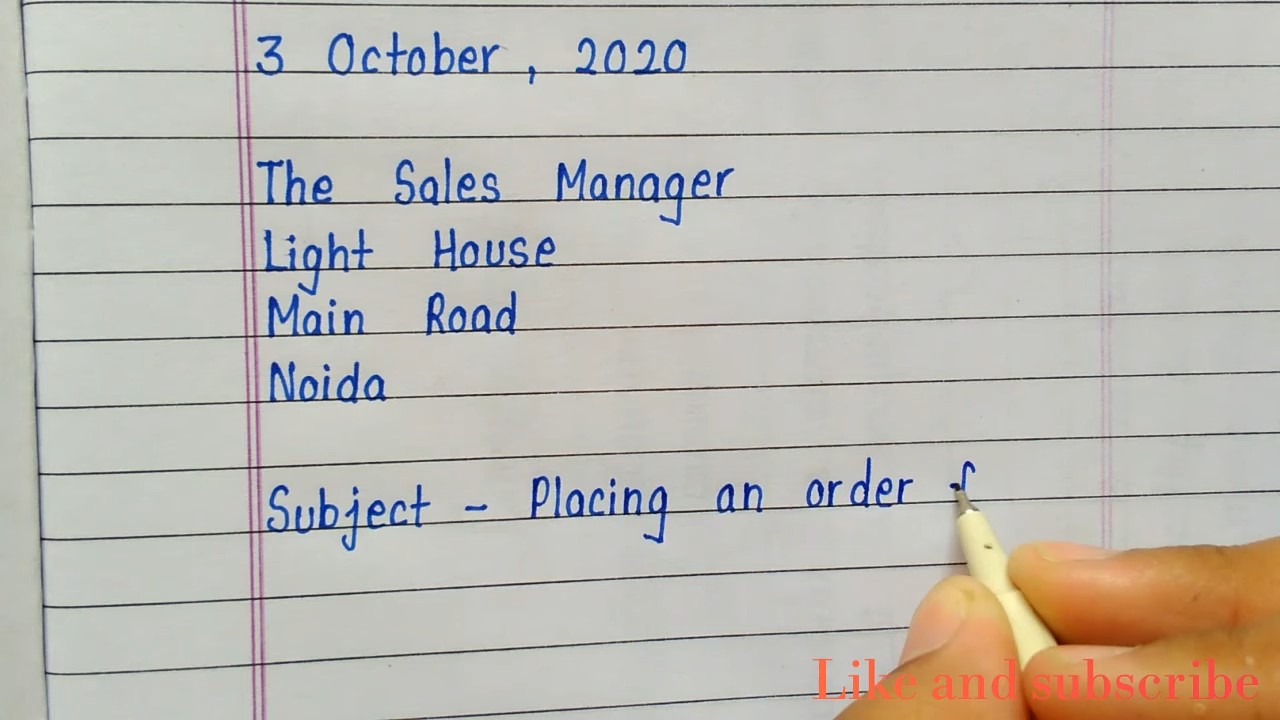 3 October, 2020
The Sales Manager
Light House
Main Road
Noida
Subject - Placing an order f
Like and subscribe